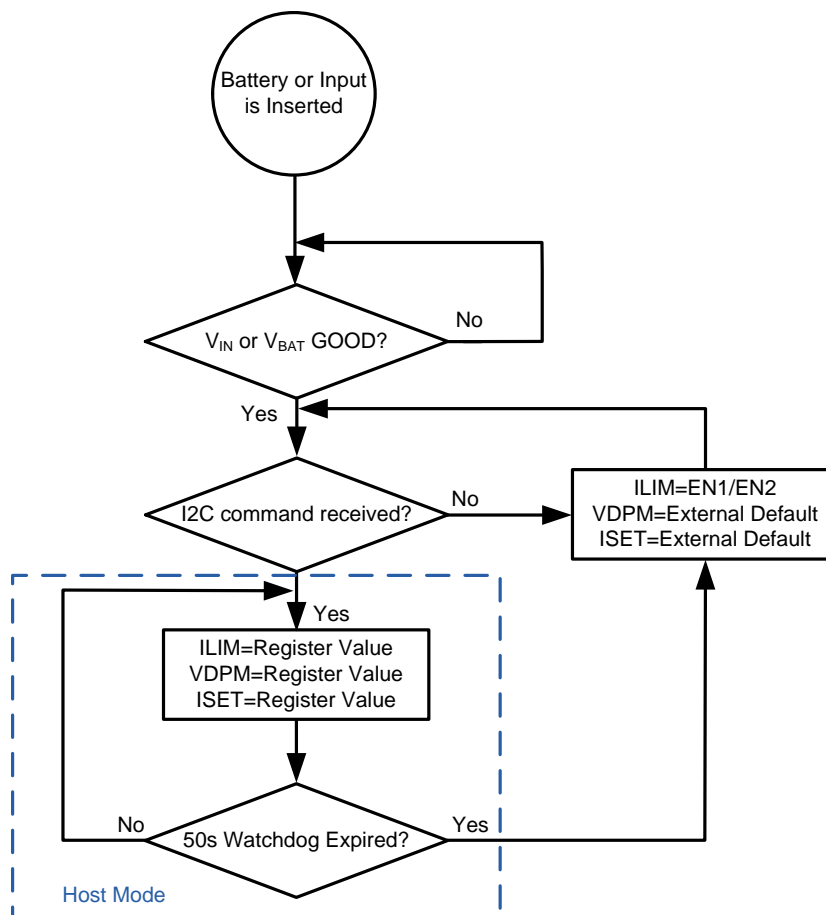 Battery or Input
is Inserted
No
V_IN or V_BAT GOOD?
Yes
I2C command received?
No
ILIM=EN1/EN2
VDPM=External Default
ISET=External Default
Yes
ILIM=Register Value
VDPM=Register Value
ISET=Register Value
No
50s Watchdog Expired?
Yes
Host Mode